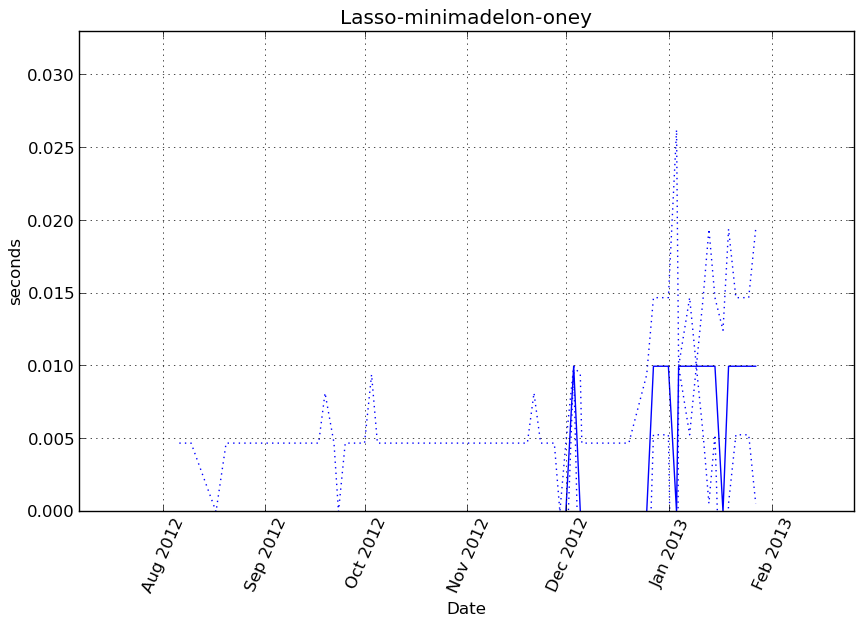 Lasso-minimadelon-oney
0.030
0.025
0.020
0.015
0.010
0.005
0.000
seconds
Aug 2012
Sep 2012
Oct 2012
Nov 2012
Dec 2012
Jan 2013
Feb 2013
Date